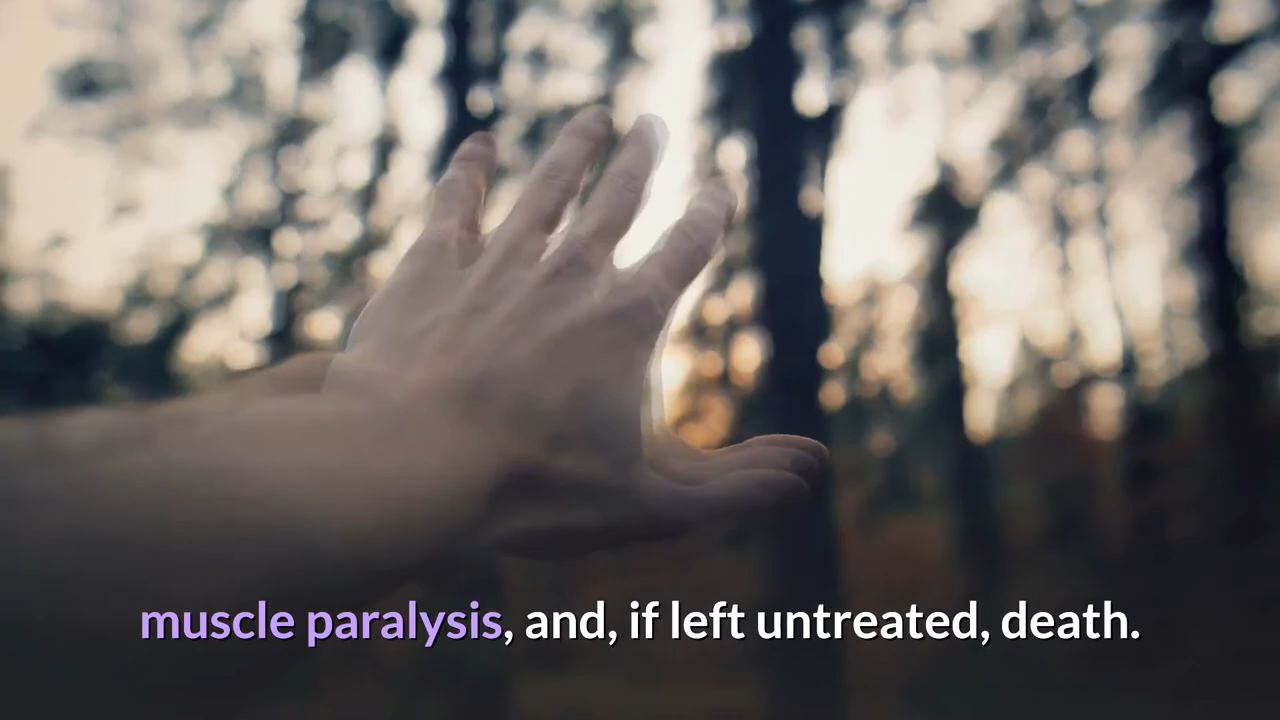 muscle paralysis, and, if left untreated, death.